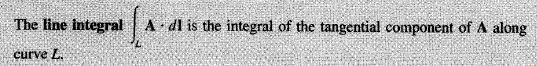 The line integral ∫_L A · dl is the integral of the tangential component of A along
curve L.